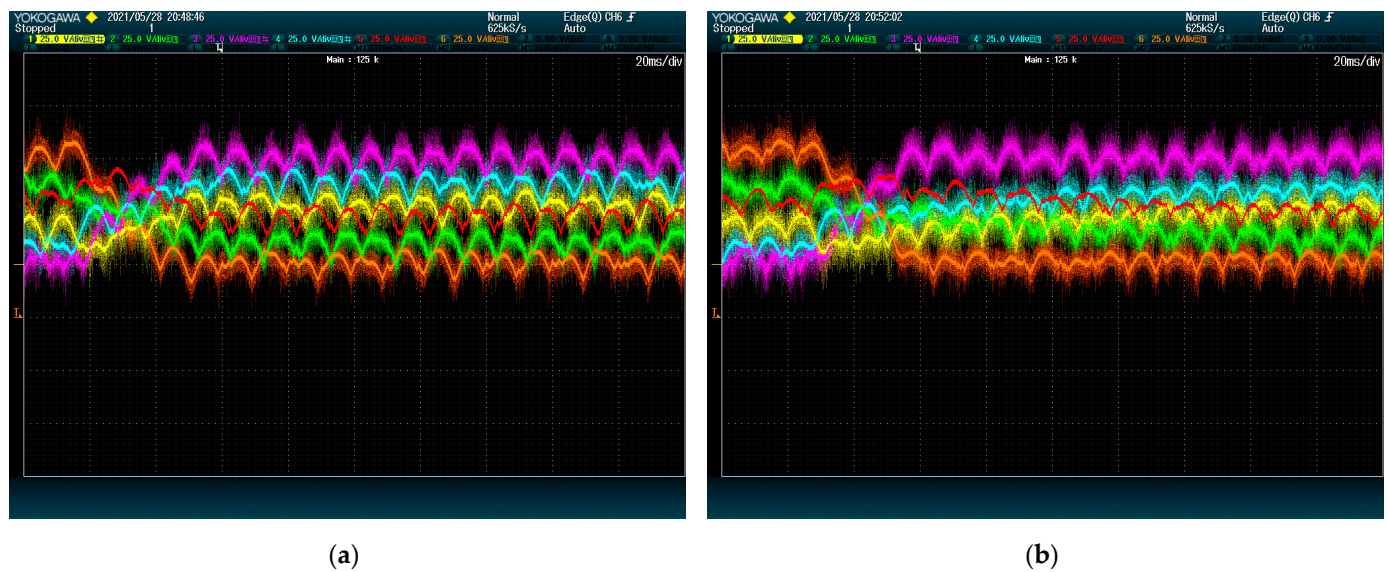 YOKOGAWA 2021/05/28 20:48:46 Normal Edge(Q) CH6
Stopped 1 625kS/s Auto
1 25.0 V/div 2 25.0 V/div 3 25.0 V/div 4 25.0 V/div 5 25.0 V/div 6 25.0 V/div
Main : 125 k 20ms/div
YOKOGAWA 2021/05/28 20:52:02 Normal Edge(Q) CH6
Stopped 1 625kS/s Auto
1 25.0 V/div 2 25.0 V/div 3 25.0 V/div 4 25.0 V/div 5 25.0 V/div 6 25.0 V/div
Main : 125 k 20ms/div
(a)
(b)